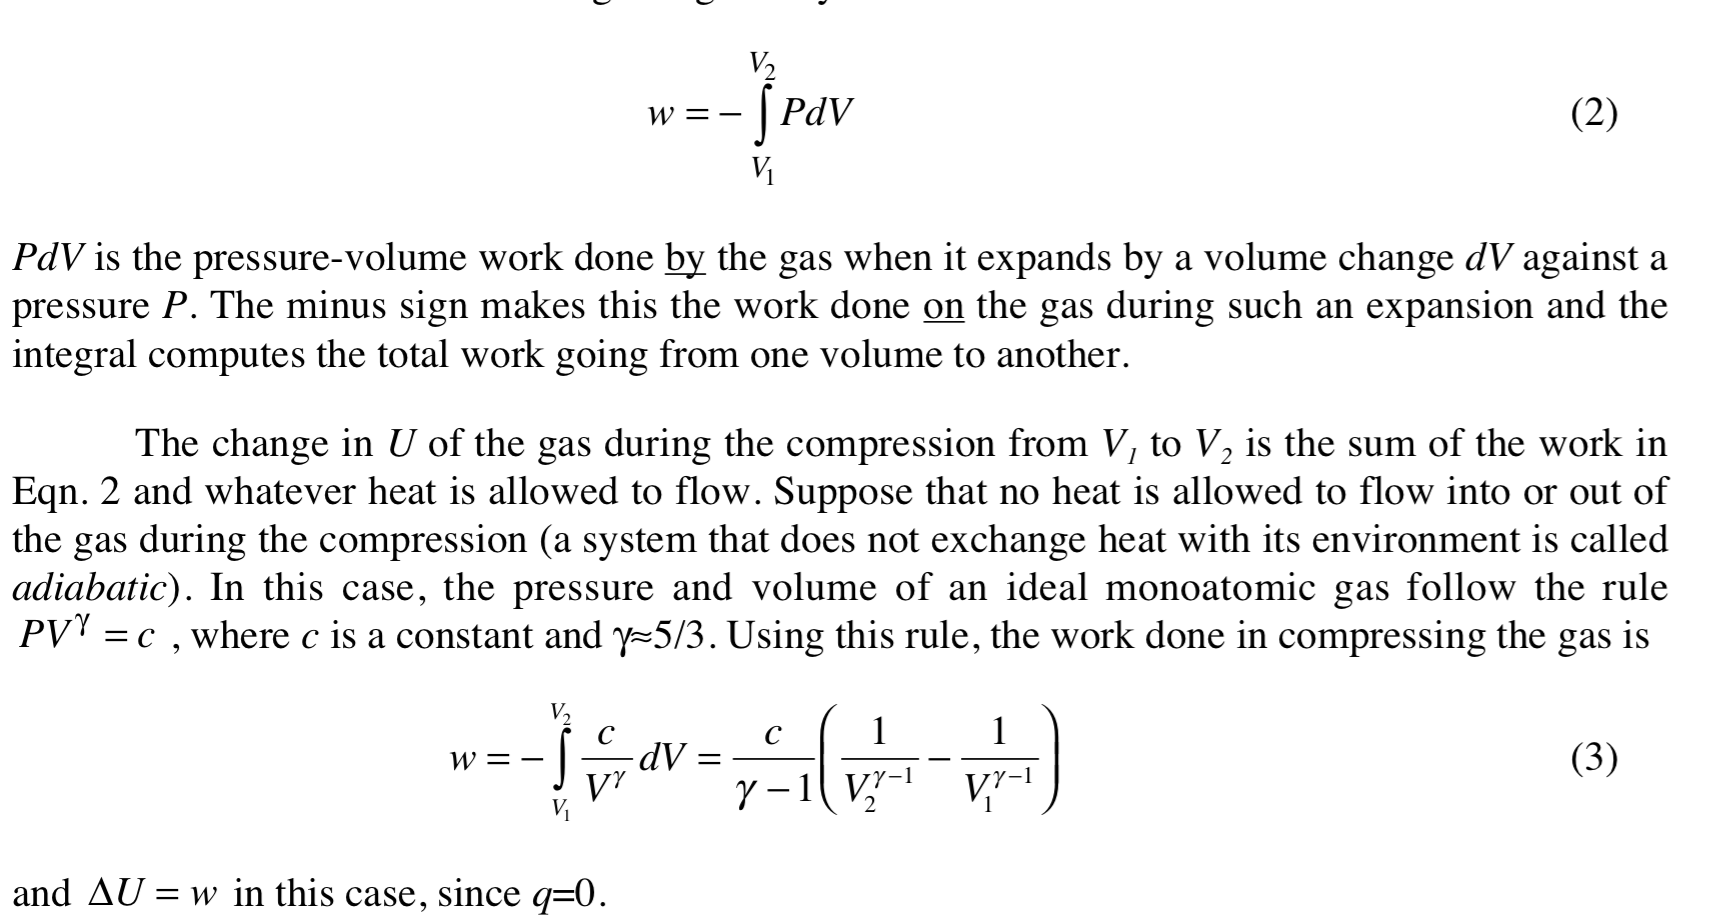 w = − ∫_{V₁}^{V₂} PdV (2)
PdV is the pressure-volume work done by the gas when it expands by a volume change dV against a
pressure P. The minus sign makes this the work done on the gas during such an expansion and the
integral computes the total work going from one volume to another.
The change in U of the gas during the compression from V₁ to V₂ is the sum of the work in
Eqn. 2 and whatever heat is allowed to flow. Suppose that no heat is allowed to flow into or out of
the gas during the compression (a system that does not exchange heat with its environment is called
adiabatic). In this case, the pressure and volume of an ideal monoatomic gas follow the rule
PV^γ = c , where c is a constant and γ≈5/3. Using this rule, the work done in compressing the gas is
w = − ∫_{V₁}^{V₂} c/V^γ dV = c/(γ − 1) (1/V₂^{γ−1} − 1/V₁^{γ−1}) (3)
and ΔU = w in this case, since q=0.